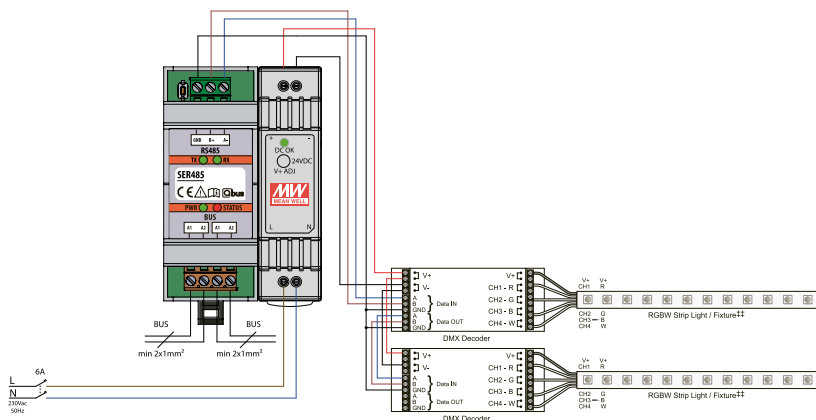 GND B+ A-
RS485
TX RX
SER485
CE Qbus
PWR STATUS
BUS
A1 A2 A1 A2
+ -
DC OK
24VDC
V+ ADJ
MW
MEAN WELL
L N
BUS BUS
min 2x1mm² min 2x1mm²
6A
L
N
230Vac
50Hz
V+ V+
V- CH1 - R
A CH2 - G
B Data IN
GND CH3 - B
A
B Data OUT CH4 - W
GND
DMX Decoder
V+ V+
CH1 R
CH2 G
CH3 B
CH4 W
RGBW Strip Light / Fixture‡‡
V+ V+
V- CH1 - R
A CH2 - G
B Data IN
GND CH3 - B
A
B Data OUT CH4 - W
GND
DMX Decoder
V+ V+
CH1 R
CH2 G
CH3 B
CH4 W
RGBW Strip Light / Fixture‡‡